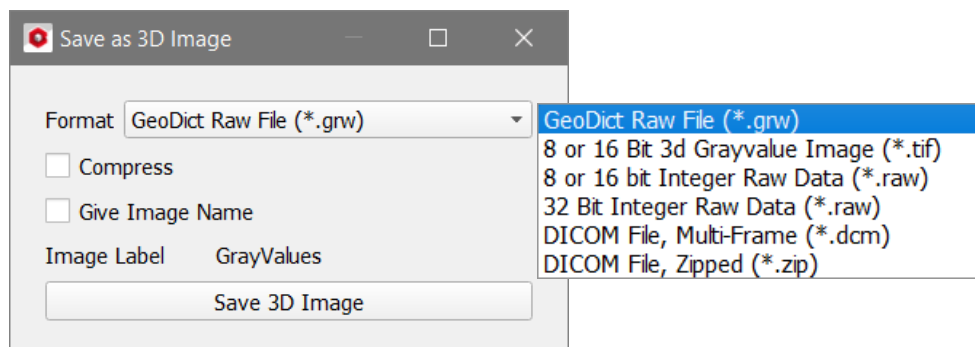 Save as 3D Image
Format GeoDict Raw File (*.grw)
GeoDict Raw File (*.grw)
8 or 16 Bit 3d Grayvalue Image (*.tif)
8 or 16 bit Integer Raw Data (*.raw)
32 Bit Integer Raw Data (*.raw)
DICOM File, Multi-Frame (*.dcm)
DICOM File, Zipped (*.zip)
Compress
Give Image Name
Image Label GrayValues
Save 3D Image